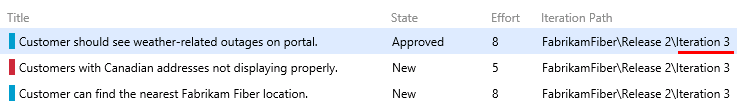 Title State Effort Iteration Path
Customer should see weather-related outages on portal. Approved 8 FabrikamFiber\Release 2\Iteration 3
Customers with Canadian addresses not displaying properly. New 5 FabrikamFiber\Release 2\Iteration 3
Customer can find the nearest Fabrikam Fiber location. New 8 FabrikamFiber\Release 2\Iteration 3